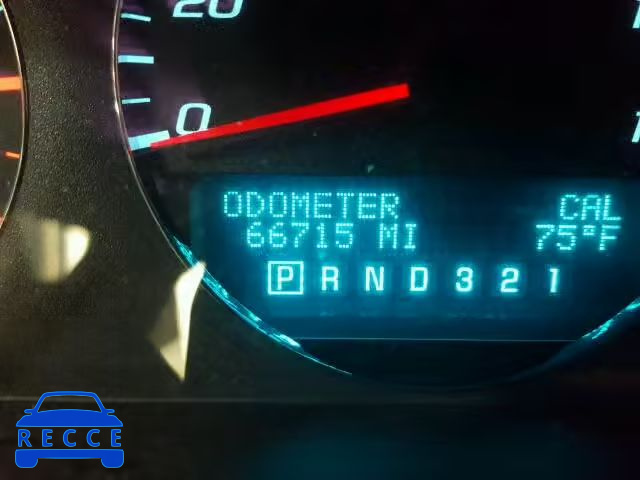 20
0
ODOMETER CAL
66715 MI 75°F
P R N D 3 2 1
RECCE